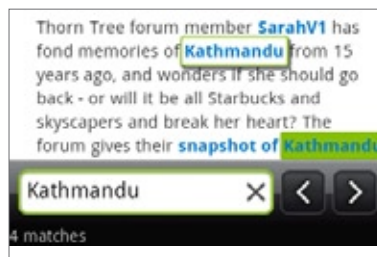 Thorn Tree forum member SarahV1 has
fond memories of Kathmandu from 15
years ago, and wonders if she should go
back - or will it be all Starbucks and
skyscapers and break her heart? The
forum gives their snapshot of Kathmandu
Kathmandu
4 matches